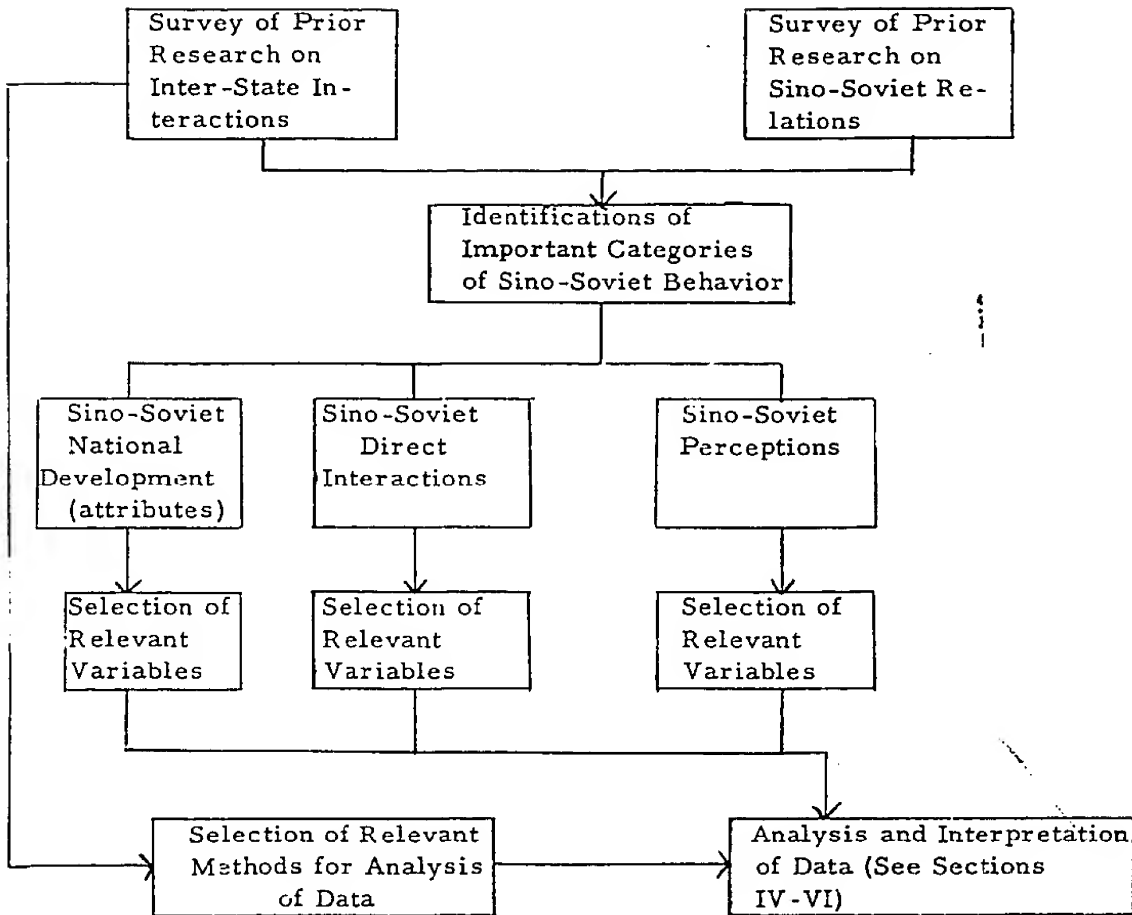 Survey of Prior
Research on
Inter-State In-
teractions
Survey of Prior
Research on
Sino-Soviet Re-
lations
Identifications of
Important Categories
of Sino-Soviet Behavior
Sino-Soviet
National
Development
(attributes)
Sino-Soviet
Direct
Interactions
Sino-Soviet
Perceptions
Selection of
Relevant
Variables
Selection of
Relevant
Variables
Selection of
Relevant
Variables
Selection of Relevant
Methods for Analysis
of Data
Analysis and Interpretation
of Data (See Sections
IV-VI)